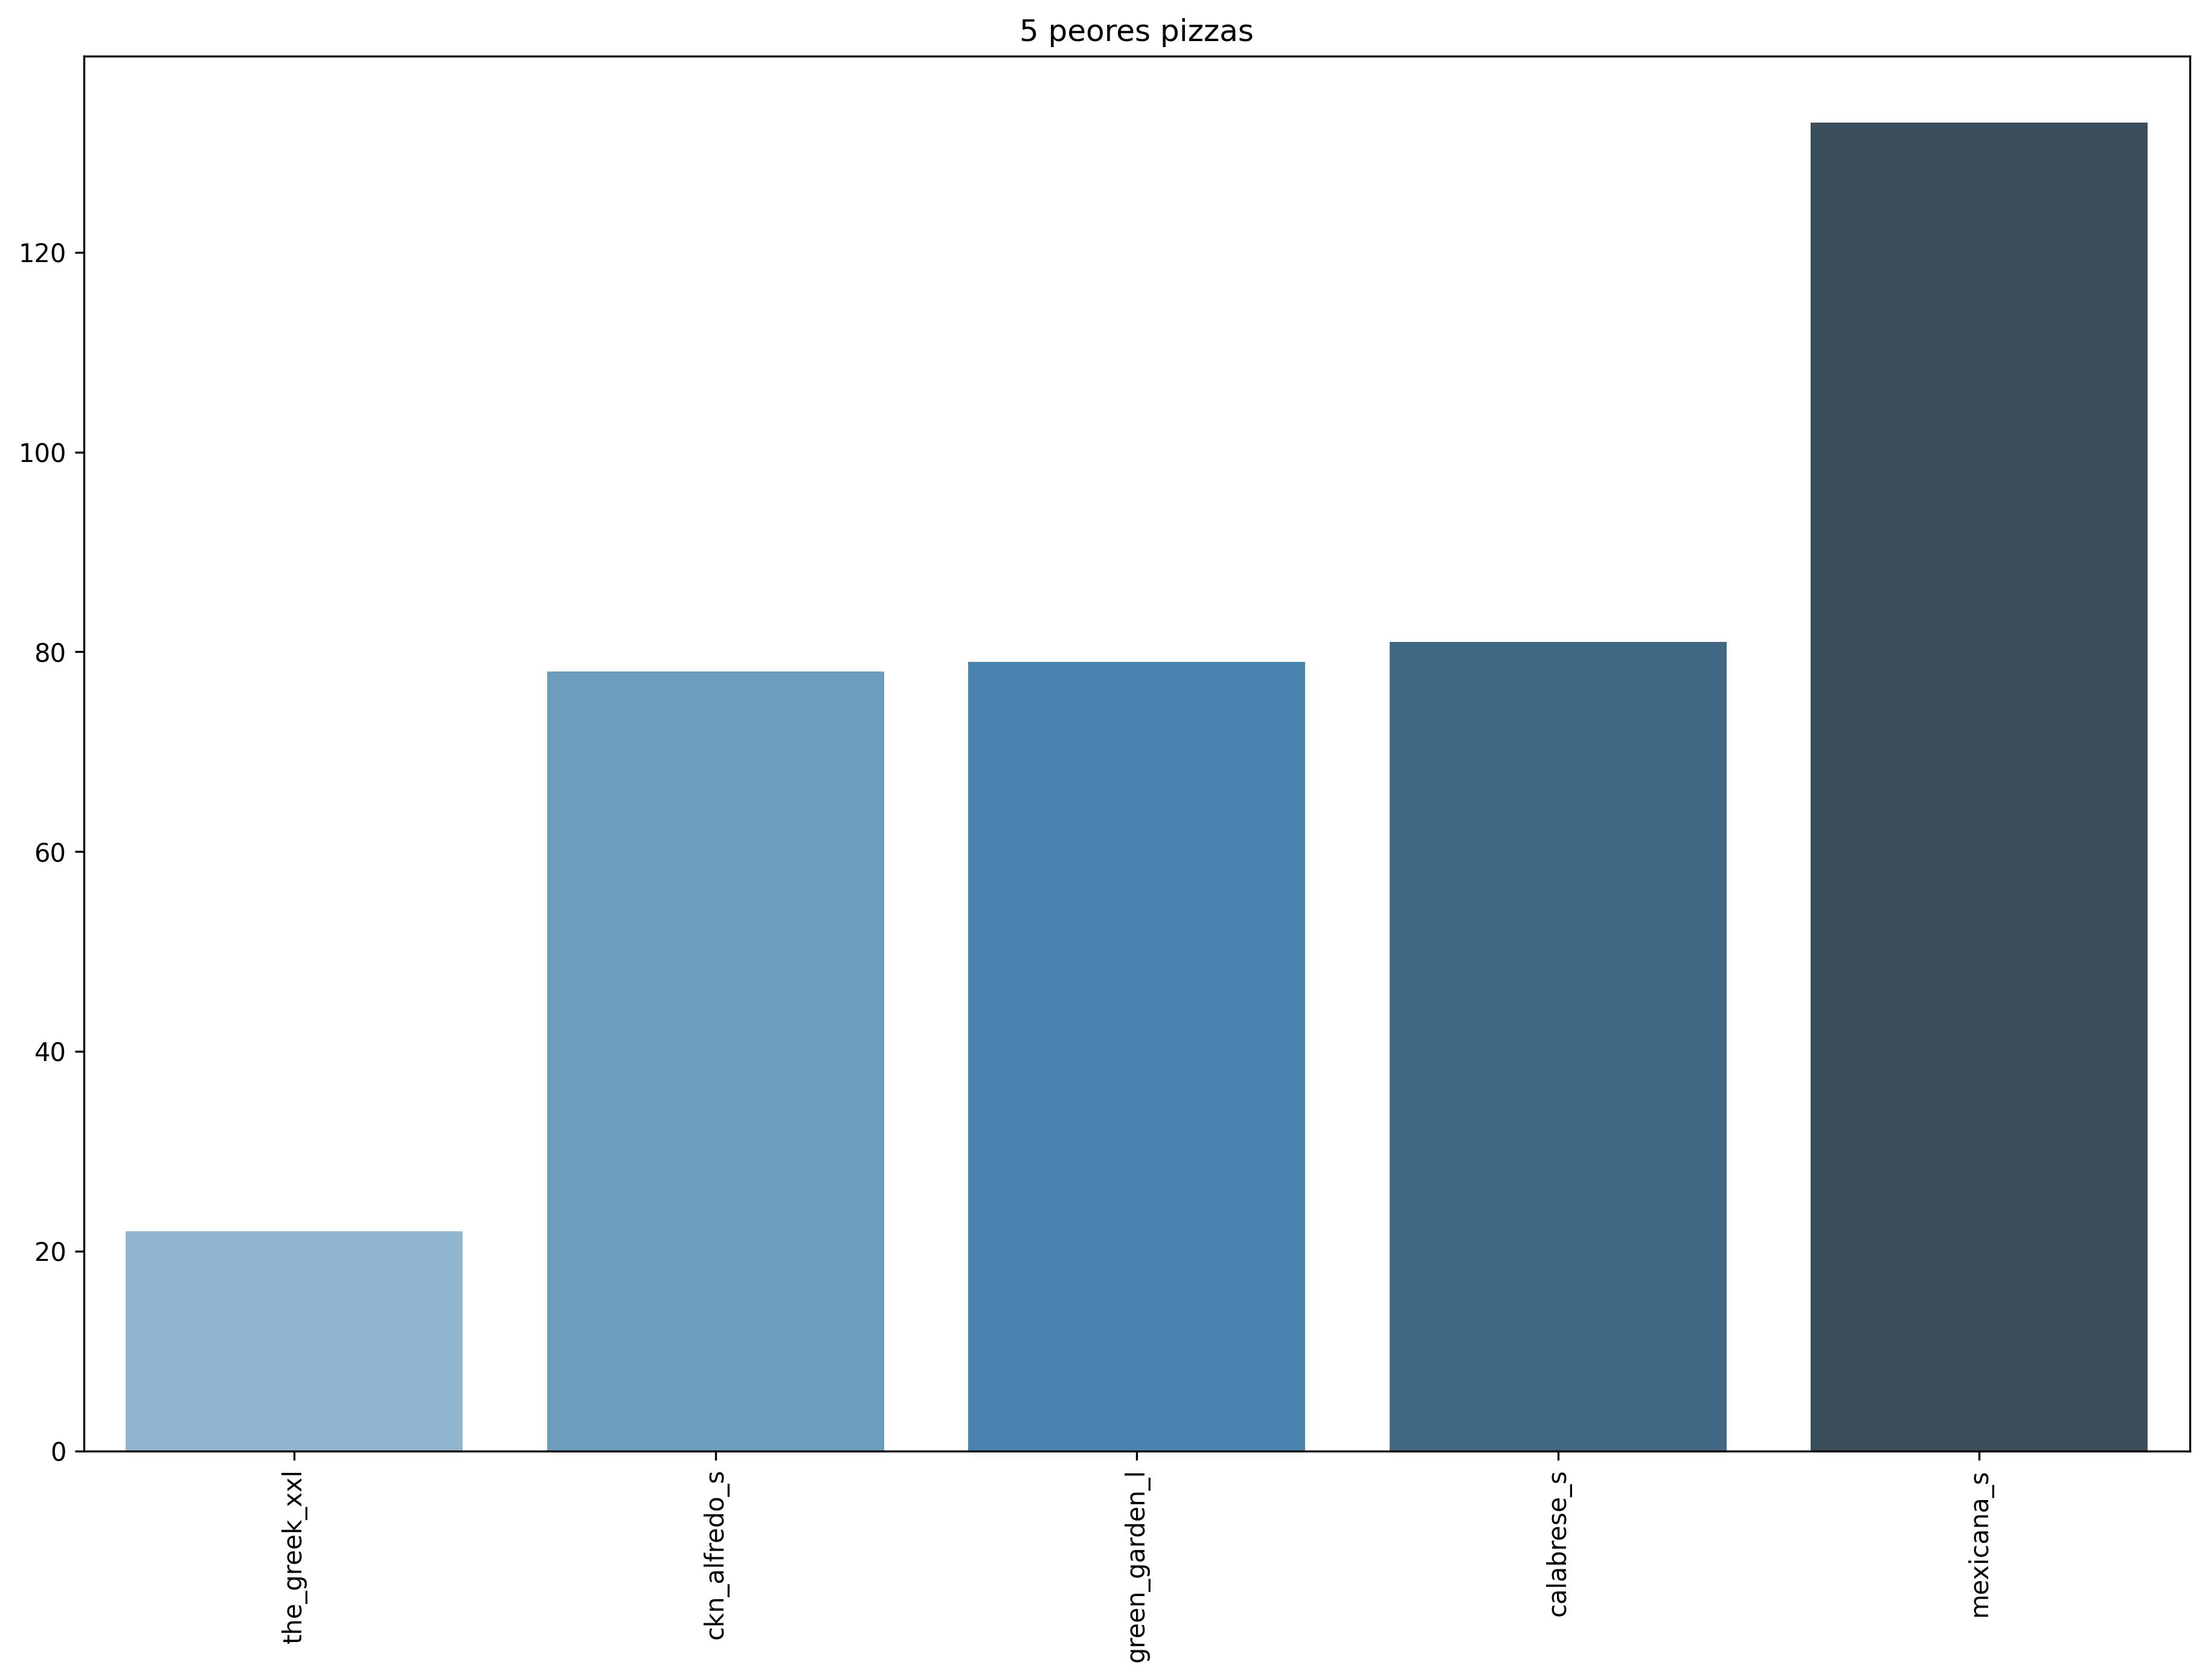 5 peores pizzas
120
100
80
60
40
20
0
the_greek_xxl
ckn_alfredo_s
green_garden_l
calabrese_s
mexicana_s